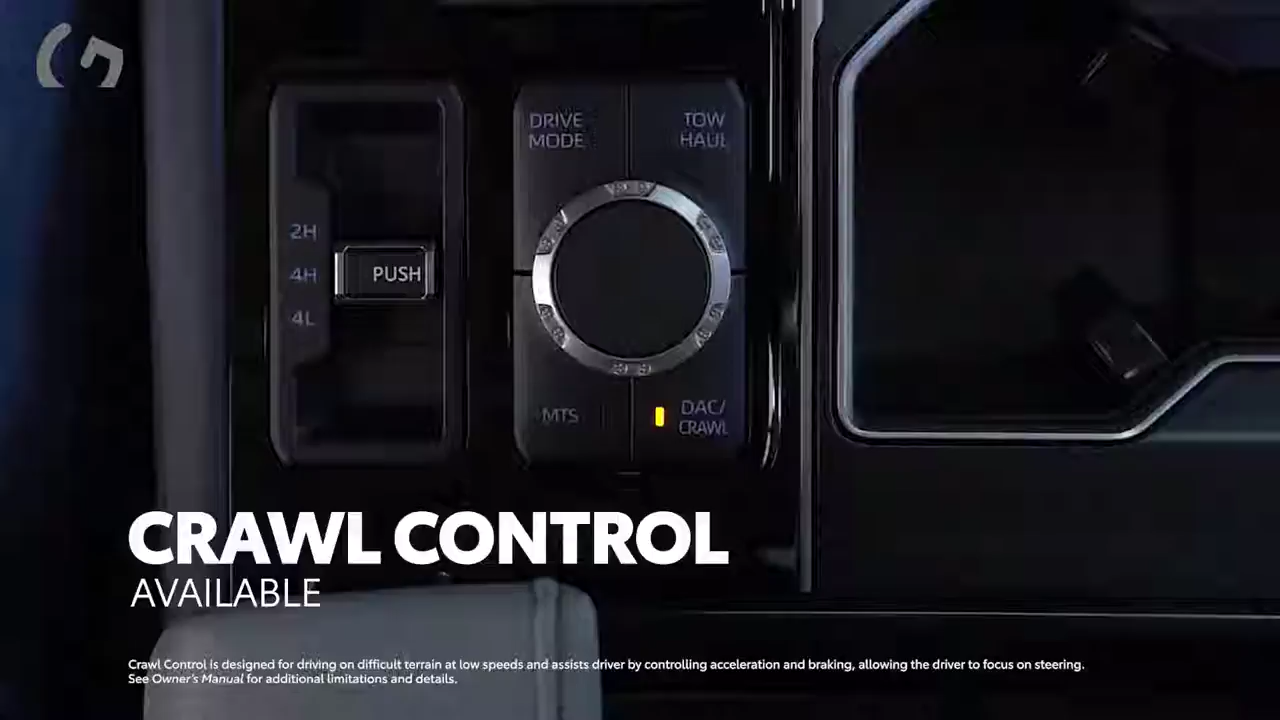 DRIVE
MODE
TOW
HAUL
2H
4H
4L
PUSH
MTS
DAC/
CRAWL
CRAWL CONTROL
AVAILABLE
Crawl Control is designed for driving on difficult terrain at low speeds and assists driver by controlling acceleration and braking, allowing the driver to focus on steering.
See Owner's Manual for additional limitations and details.